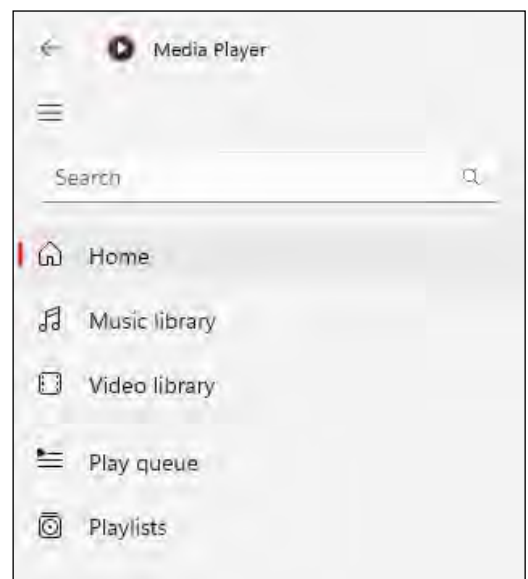 Media Player
Search
Home
Music library
Video library
Play queue
Playlists